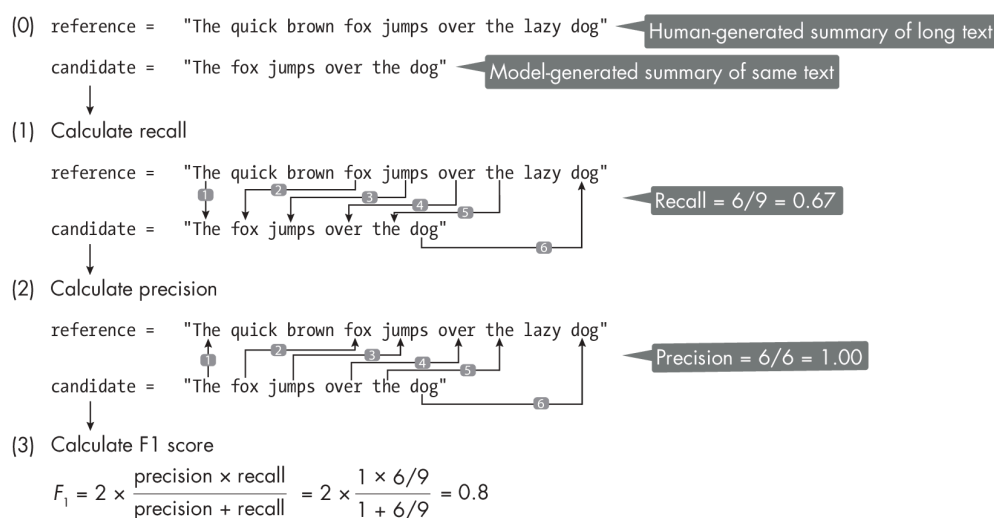 (0) reference = "The quick brown fox jumps over the lazy dog" Human-generated summary of long text
candidate = "The fox jumps over the dog" Model-generated summary of same text
(1) Calculate recall
reference = "The quick brown fox jumps over the lazy dog"
1 2 3 4 5
Recall = 6/9 = 0.67
candidate = "The fox jumps over the dog"
6
(2) Calculate precision
reference = "The quick brown fox jumps over the lazy dog"
1 2 3 4 5
Precision = 6/6 = 1.00
candidate = "The fox jumps over the dog"
6
(3) Calculate F1 score
F₁ = 2 × precision × recall / precision + recall = 2 × 1 × 6/9 / 1 + 6/9 = 0.8